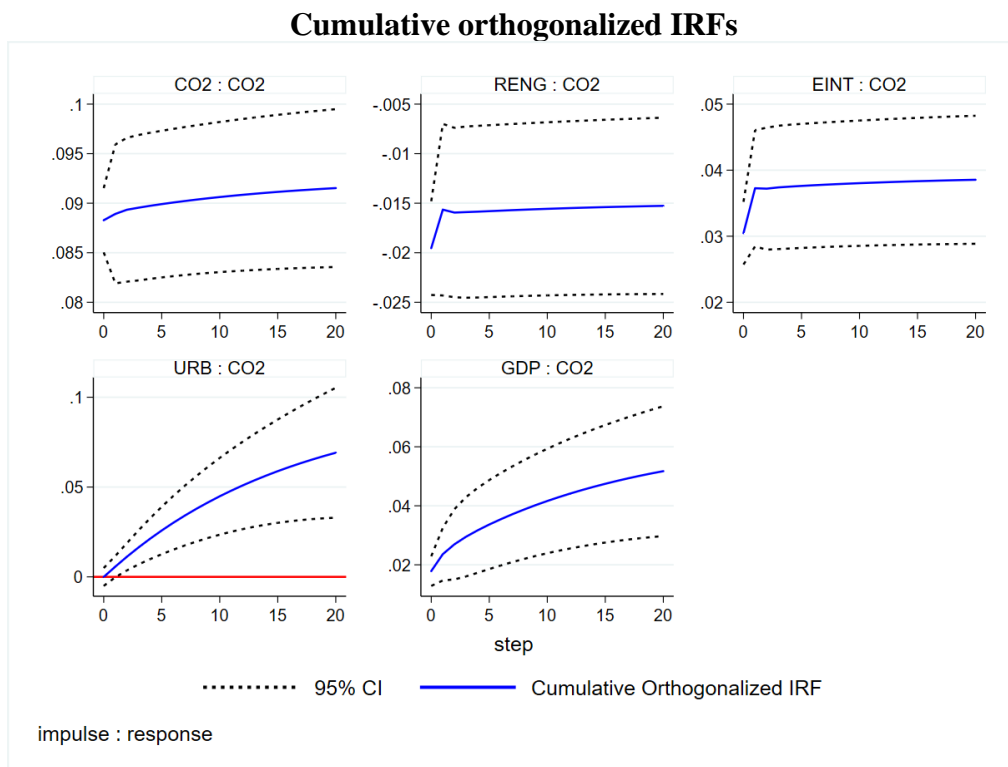 Cumulative orthogonalized IRFs
CO2 : CO2
RENG : CO2
EINT : CO2
.1
.095
.09
.085
.08
0 5 10 15 20
-.005
-.01
-.015
-.02
-.025
0 5 10 15 20
.05
.04
.03
.02
0 5 10 15 20
URB : CO2
GDP : CO2
.1
.05
0
0 5 10 15 20
.08
.06
.04
.02
0 5 10 15 20
step
95% CI
Cumulative Orthogonalized IRF
impulse : response